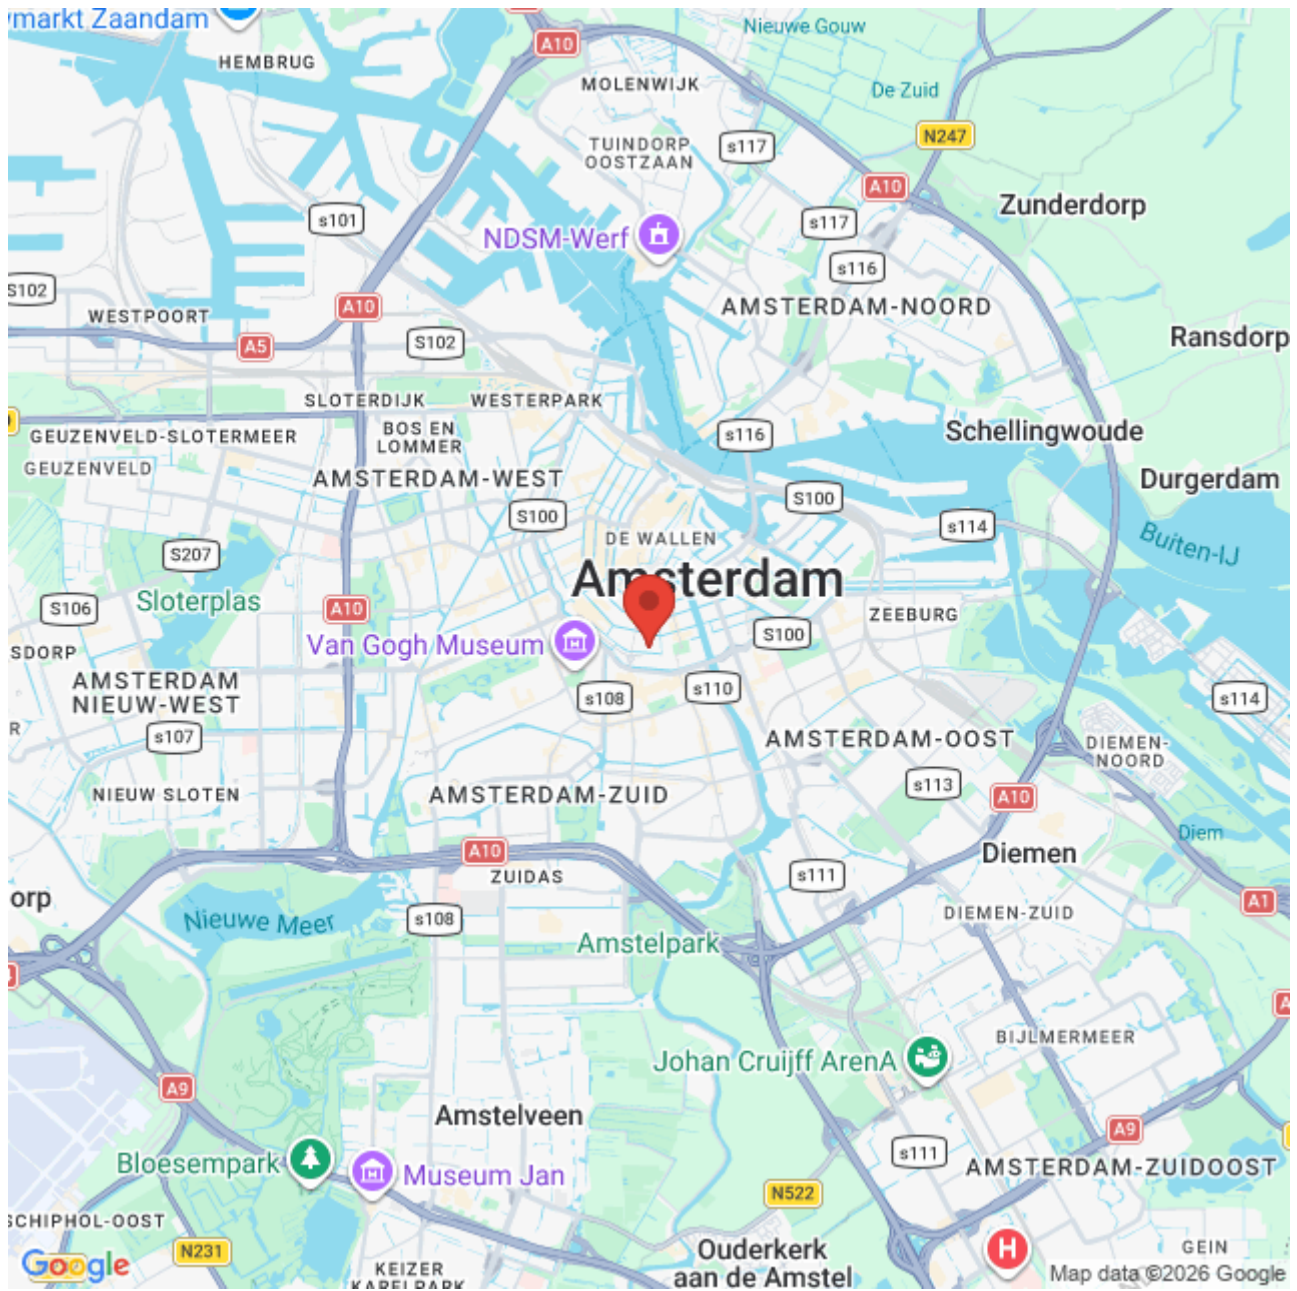 ymarkt Zaandam
HEMBRUG
A10
Nieuwe Gouw
MOLENWIJK
De Zuid
TUINDORP
OOSTZAAN
s117
N247
A10
Zunderdorp
s101
s117
NDSM-Werf
s116
S102
WESTPOORT
A10
AMSTERDAM-NOORD
A5
S102
Ransdorp
SLOTERDIJK
WESTERPARK
BOS EN
LOMMER
GEUZENVELD-SLOTERMEER
s116
Schellingwoude
GEUZENVELD
AMSTERDAM-WEST
Durgerdam
S100
S100
s114
DE WALLEN
Buiten-IJ
S207
Amsterdam
Sloterplas
S106
A10
ZEEBURG
Van Gogh Museum
S100
SDORP
AMSTERDAM
NIEUW-WEST
s108
s110
s114
R
s107
AMSTERDAM-OOST
DIEMEN-
NOORD
NIEUW SLOTEN
AMSTERDAM-ZUID
s113
A10
Diem
A10
Diemen
ZUIDAS
s111
orp
A1
Nieuwe Meer
s108
DIEMEN-ZUID
Amstelpark
A
BIJLMERMEER
Johan Cruijff ArenA
A9
Amstelveen
A9
Bloesempark
Museum Jan
s111
AMSTERDAM-ZUIDOOST
N522
SCHIPHOL-OOST
N231
Ouderkerk
aan de Amstel
H
GEIN
Google
KEIZER
KARELPARK
Map data ©2026 Google